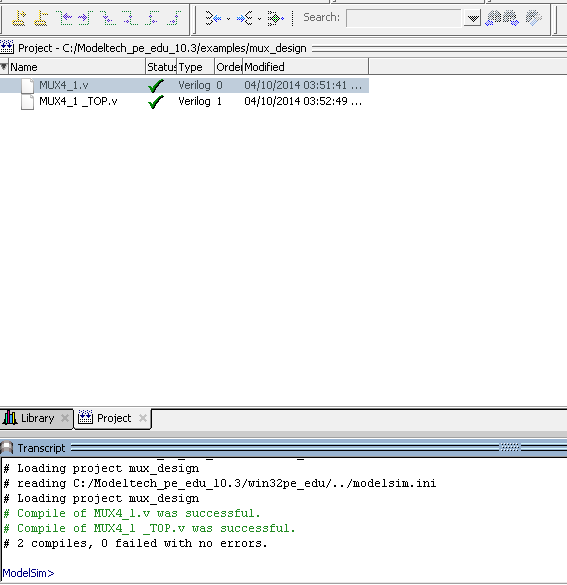 Search:
Project - C:/Modeltech_pe_edu_10.3/examples/mux_design
Name Status Type Order Modified
MUX4_1.v Verilog 0 04/10/2014 03:51:41 ...
MUX4_1 _TOP.v Verilog 1 04/10/2014 03:52:49 ...
Library Project
Transcript
# Loading project mux_design
# reading C:/Modeltech_pe_edu_10.3/win32pe_edu/../modelsim.ini
# Loading project mux_design
# Compile of MUX4_1.v was successful.
# Compile of MUX4_1 _TOP.v was successful.
# 2 compiles, 0 failed with no errors.
ModelSim>